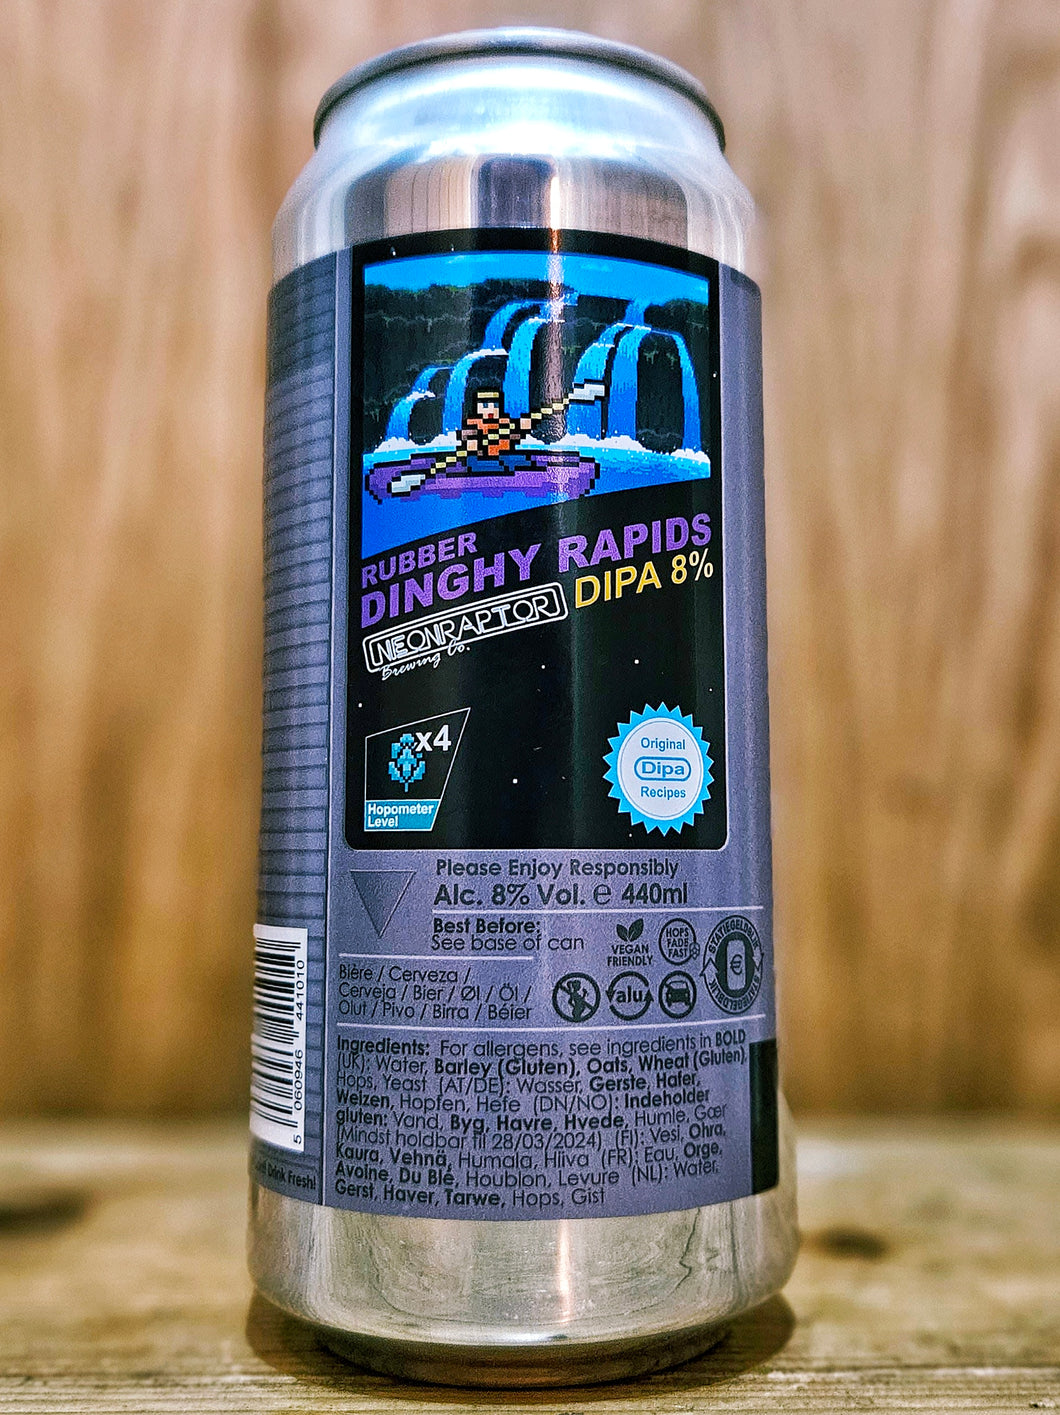 RUBBER
DINGHY RAPIDS
DIPA 8%
NEONRAPTOR
Brewing Co.
x4
Hopometer
Level
Original
Dipa
Recipes
Please Enjoy Responsibly
Alc. 8% Vol. e 440ml
Best Before:
See base of can
VEGAN
FRIENDLY
HOPS
FADE
FAST
STATIEGELDBLIK
€
STATIEGELDBLIK
alu
Bière / Cerveza /
Cerveja / Bier / Øl / Öl /
Olut / Pivo / Birra / Béier
Ingredients: For allergens, see ingredients in BOLD
(UK): Water, Barley (Gluten), Oats, Wheat (Gluten),
Hops, Yeast (AT/DE): Wasser, Gerste, Hafer,
Weizen, Hopfen, Hefe (DN/NO): Indeholder
gluten: Vand, Byg, Havre, Hvede, Humle, Gær
(Mindst holdbar til 28/03/2024) (FI): Vesi, Ohra,
Kaura, Vehnä, Humala, Hiiva (FR): Eau, Orge,
Avoine, Du Blé, Houblon, Levure (NL): Water,
Gerst, Haver, Tarwe, Hops, Gist
5 060946 441010
Drink Fresh!